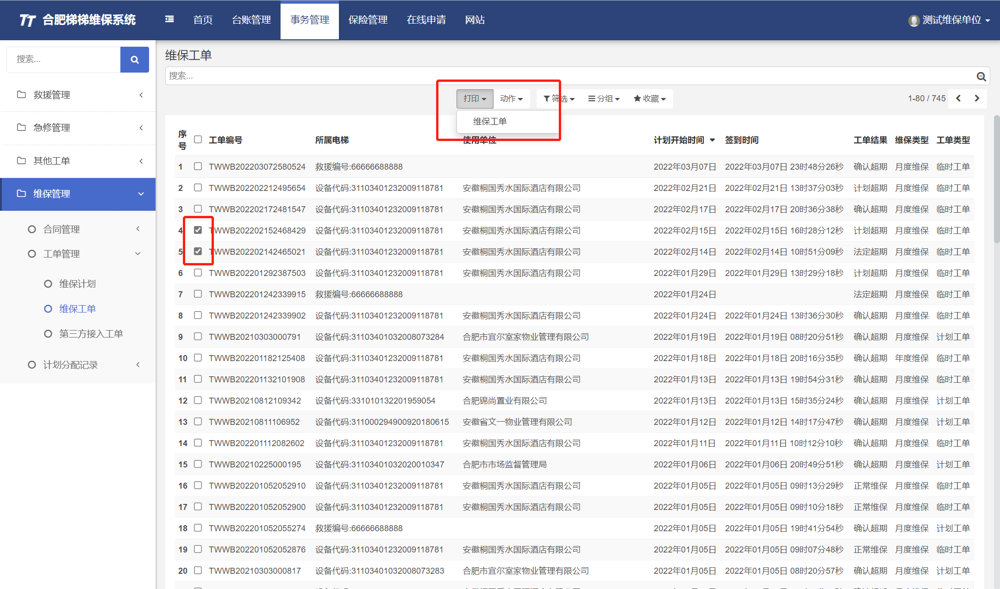 TT 合肥梯梯维保系统 首页 台账管理 事务管理 保险管理 在线申请 网站 测试维保单位
搜索...
救援管理
急修管理
其他工单
维保管理
合同管理
工单管理
维保计划
维保工单
第三方接入工单
计划分配记录
维保工单
搜索...
打印 动作 筛选 分组 收藏 1-80 / 745
维保工单
序号 工单编号 所属电梯 使用单位 计划开始时间 签到时间 工单结果 维保类型 工单类型
1 TWWB202203072580524 救援编号:66666688888 2022年03月07日 2022年03月07日 23时48分26秒 确认超期 月度维保 临时工单
2 TWWB202202212495654 设备代码:31103401232009118781 安徽桐国秀水国际酒店有限公司 2022年02月21日 2022年02月21日 13时37分03秒 计划超期 月度维保 临时工单
3 TWWB202202172481547 设备代码:31103401232009118781 安徽桐国秀水国际酒店有限公司 2022年02月17日 2022年02月17日 20时36分38秒 确认超期 月度维保 临时工单
4 TWWB202202152468429 设备代码:31103401232009118781 安徽桐国秀水国际酒店有限公司 2022年02月15日 2022年02月15日 16时28分12秒 计划超期 月度维保 临时工单
5 TWWB202202142465021 设备代码:31103401232009118781 安徽桐国秀水国际酒店有限公司 2022年02月14日 2022年02月14日 10时51分09秒 法定超期 月度维保 临时工单
6 TWWB202201292387503 设备代码:31103401232009118781 安徽桐国秀水国际酒店有限公司 2022年01月29日 2022年01月29日 13时29分18秒 计划超期 月度维保 临时工单
7 TWWB202201242339915 救援编号:66666688888 2022年01月24日 法定超期 月度维保 临时工单
8 TWWB202201242339902 设备代码:31103401232009118781 安徽桐国秀水国际酒店有限公司 2022年01月24日 2022年01月24日 13时36分30秒 确认超期 月度维保 临时工单
9 TWWB20210303000791 设备代码:31103401032008073284 合肥市宜尔室家物业管理有限公司 2022年01月19日 2022年01月19日 08时20分51秒 确认超期 月度维保 计划工单
10 TWWB202201182125408 设备代码:31103401232009118781 安徽桐国秀水国际酒店有限公司 2022年01月18日 2022年01月18日 20时16分35秒 确认超期 年度维保 临时工单
11 TWWB202201132101908 设备代码:31103401232009118781 安徽桐国秀水国际酒店有限公司 2022年01月13日 2022年01月13日 19时54分31秒 确认超期 月度维保 临时工单
12 TWWB20210812109342 设备代码:331010132201959054 合肥锦尚置业有限公司 2022年01月13日 2022年01月13日 15时35分24秒 确认超期 月度维保 计划工单
13 TWWB20210811106952 设备代码:311000294900920180615 安徽省文一物业管理有限公司 2022年01月12日 2022年01月12日 14时17分47秒 确认超期 月度维保 计划工单
14 TWWB202201112082602 设备代码:31103401232009118781 安徽桐国秀水国际酒店有限公司 2022年01月11日 2022年01月11日 10时12分10秒 确认超期 月度维保 临时工单
15 TWWB20210225000195 设备代码:31103401032020010347 合肥市市场监督管理局 2022年01月06日 2022年01月06日 20时49分51秒 确认超期 月度维保 计划工单
16 TWWB202201052052910 设备代码:31103401232009118781 安徽桐国秀水国际酒店有限公司 2022年01月05日 2022年01月05日 09时13分29秒 正常维保 月度维保 临时工单
17 TWWB202201052052900 设备代码:31103401232009118781 安徽桐国秀水国际酒店有限公司 2022年01月05日 2022年01月05日 09时10分18秒 正常维保 月度维保 临时工单
18 TWWB202201052055274 救援编号:66666688888 2022年01月05日 2022年01月05日 19时41分54秒 确认超期 月度维保 计划工单
19 TWWB202201052052876 设备代码:31103401232009118781 安徽桐国秀水国际酒店有限公司 2022年01月05日 2022年01月05日 09时07分48秒 正常维保 月度维保 临时工单
20 TWWB20210303000817 设备代码:31103401032008073283 合肥市宜尔室家物业管理有限公司 2022年01月05日 2022年01月05日 08时20分57秒 确认超期 月度维保 计划工单